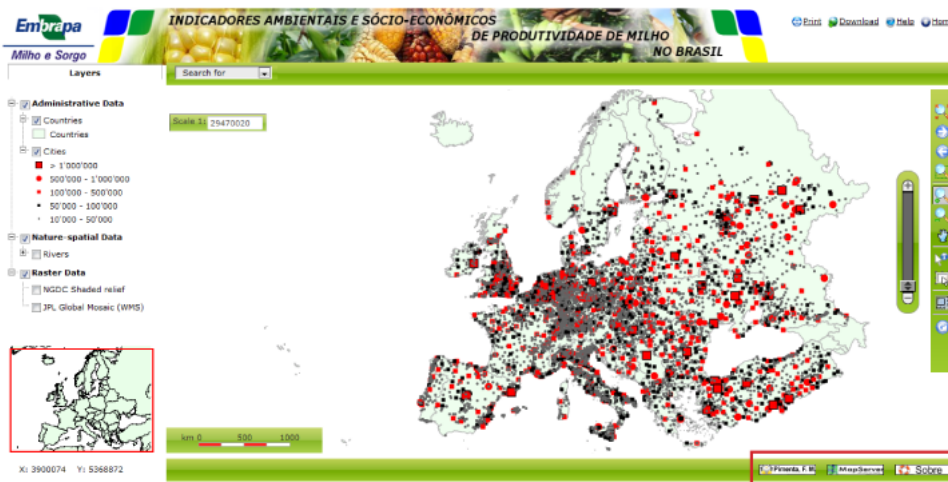 Embrapa
Milho e Sorgo
INDICADORES AMBIENTAIS E SÓCIO-ECONÔMICOS
DE PRODUTIVIDADE DE MILHO
NO BRASIL
Print Download Help
Layers
Search for
Administrative Data
Countries
Countries
Cities
> 1'000'000
500'000 - 1'000'000
100'000 - 500'000
50'000 - 100'000
10'000 - 50'000
Nature-spatial Data
Rivers
Raster Data
NGDC Shaded relief
JPL Global Mosaic (WMS)
Scale 1: 29470020
km 0 500 1000
X: 3900074 Y: 5368872
Pimenta, F. M. MapServer Sobre